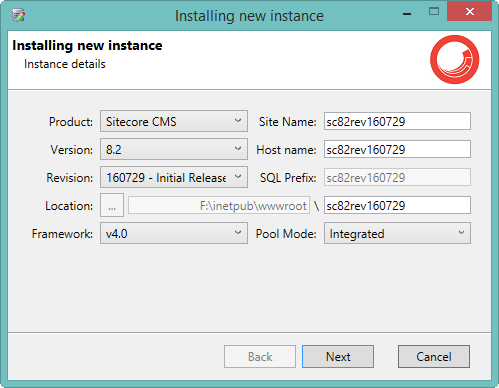 Installing new instance
Installing new instance
Instance details
Product: Sitecore CMS Site Name: sc82rev160729
Version: 8.2 Host name: sc82rev160729
Revision: 160729 - Initial Release SQL Prefix: sc82rev160729
Location: ... F:\inetpub\wwwroot \ sc82rev160729
Framework: v4.0 Pool Mode: Integrated
Back Next Cancel